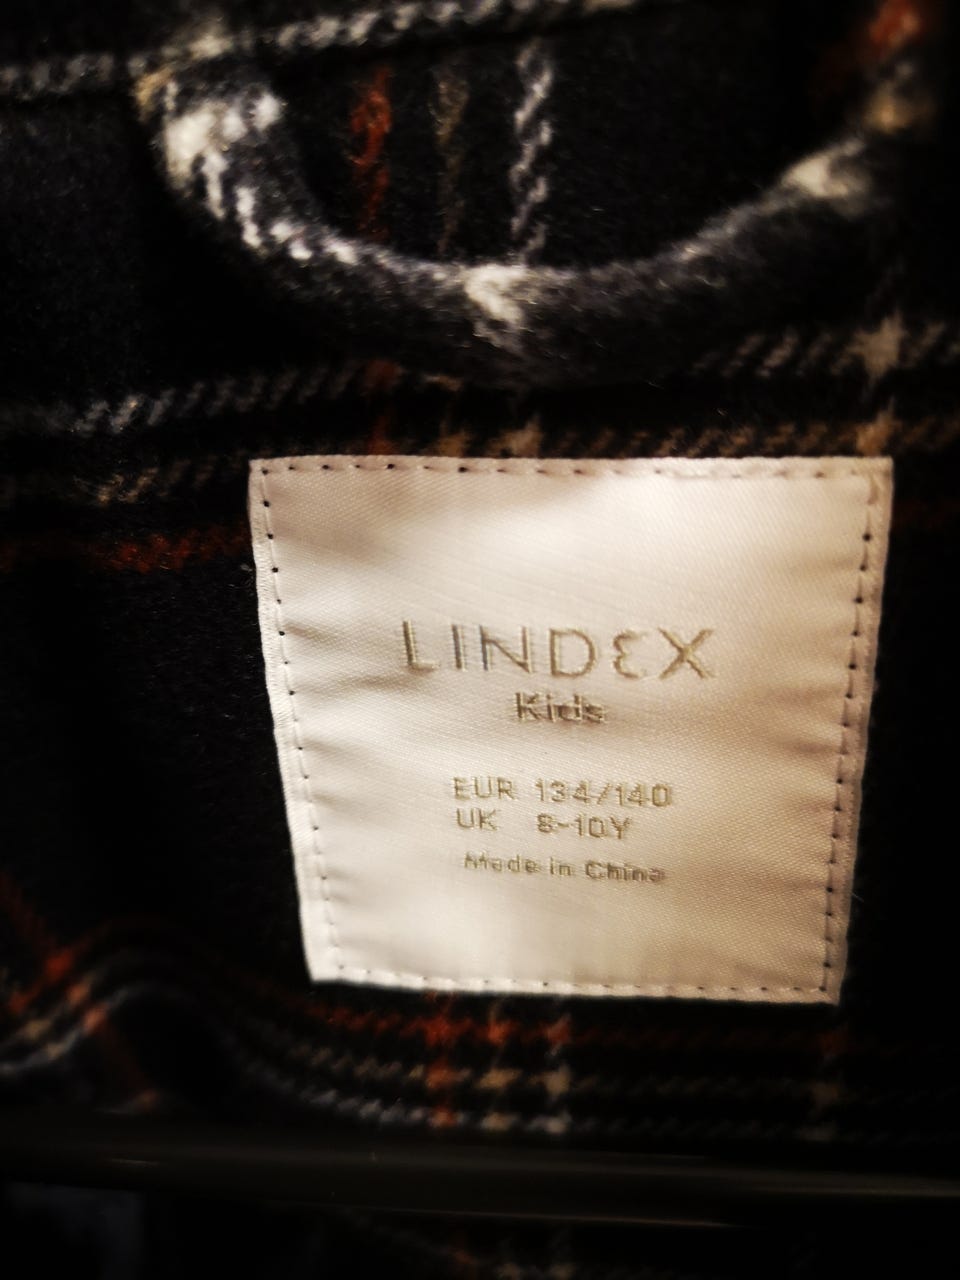 LINDEX
Kids
EUR 134/140
UK 8-10Y
Made in China